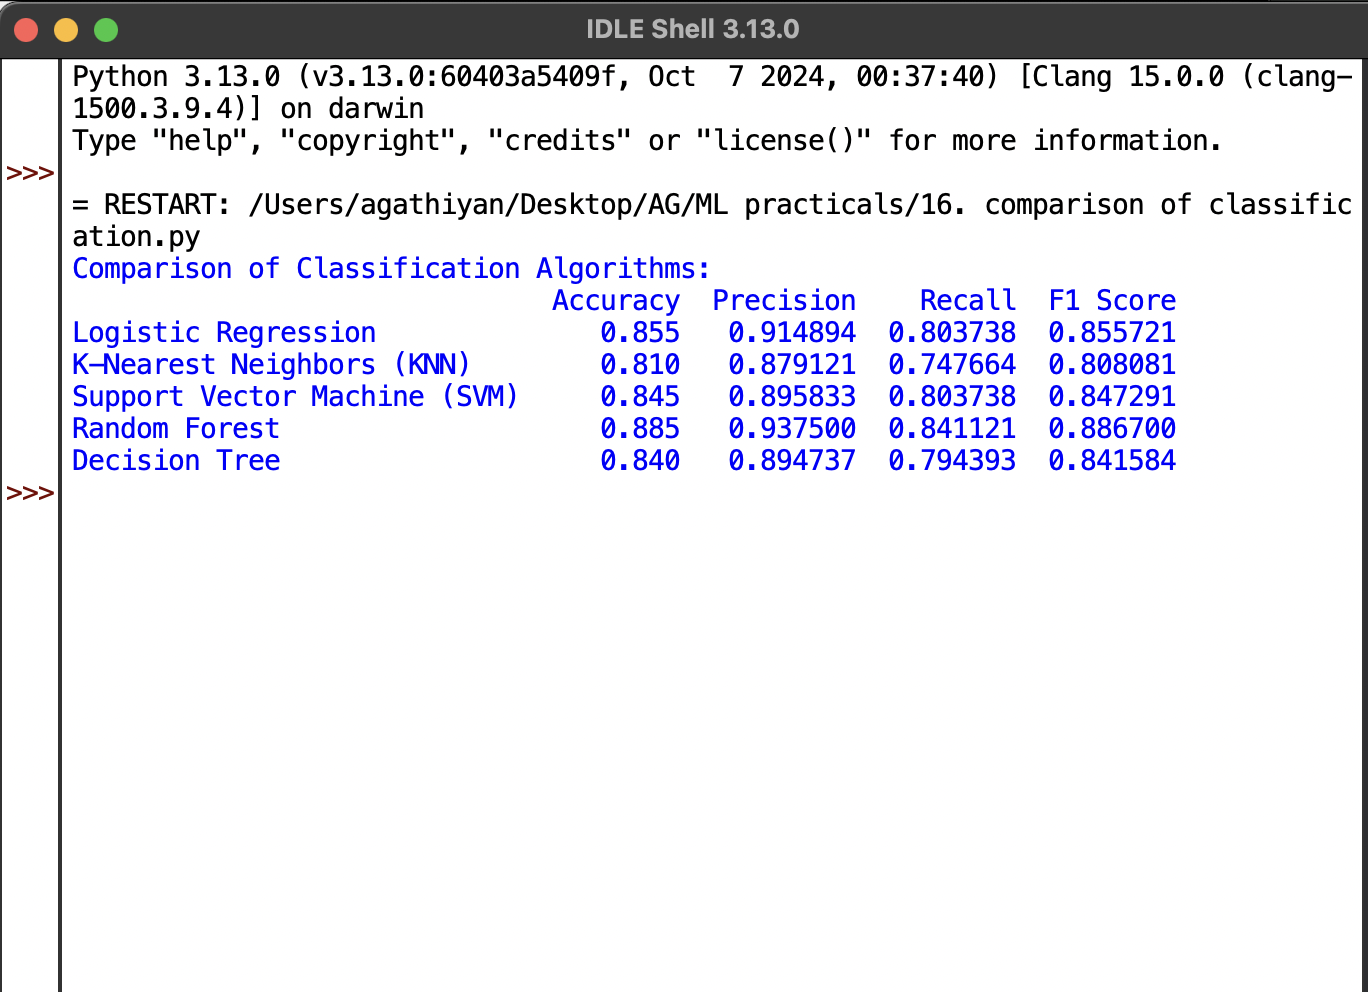 IDLE Shell 3.13.0
Python 3.13.0 (v3.13.0:60403a5409f, Oct  7 2024, 00:37:40) [Clang 15.0.0 (clang-
1500.3.9.4)] on darwin
Type "help", "copyright", "credits" or "license()" for more information.
>>>
= RESTART: /Users/agathiyan/Desktop/AG/ML practicals/16. comparison of classific
ation.py
Comparison of Classification Algorithms:
                              Accuracy  Precision    Recall  F1 Score
Logistic Regression              0.855   0.914894  0.803738  0.855721
K-Nearest Neighbors (KNN)        0.810   0.879121  0.747664  0.808081
Support Vector Machine (SVM)     0.845   0.895833  0.803738  0.847291
Random Forest                    0.885   0.937500  0.841121  0.886700
Decision Tree                    0.840   0.894737  0.794393  0.841584
>>>